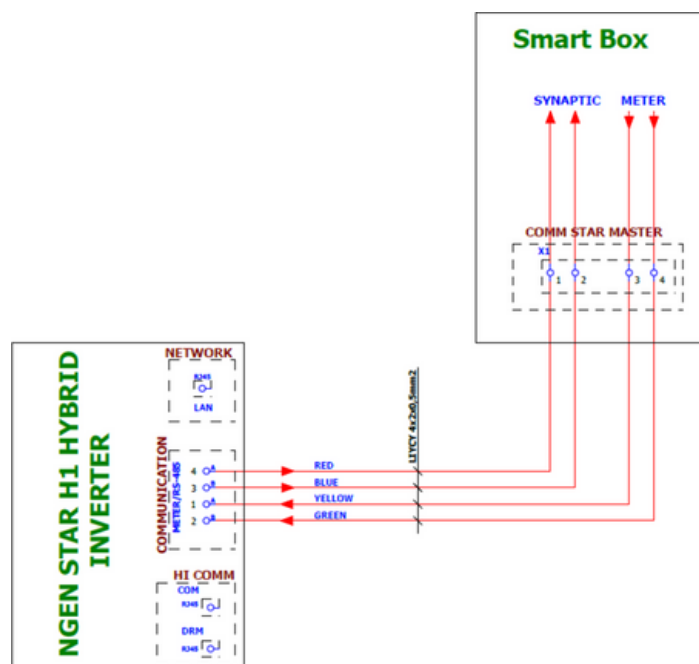 Smart Box
SYNAPTIC METER
COMM STAR MASTER
X1
1 2 3 4
NGEN STAR H1 HYBRID
INVERTER
NETWORK
RJ45
LAN
COMMUNICATION
METER/RS-485
4 A
3 B
1 A
2 B
RED
BLUE
YELLOW
GREEN
LIYCY 4x2x0,5mm2
HI COMM
COM
RJ45
DRM
RJ45